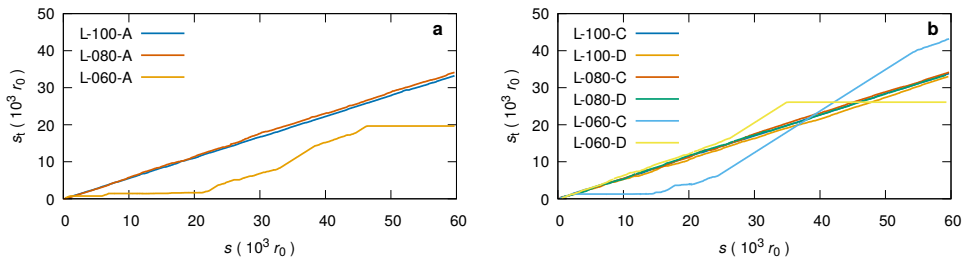 a
L-100-A
L-080-A
L-060-A
50
40
30
20
10
0
s_t ( 10^3 r_0 )
0 10 20 30 40 50 60
s ( 10^3 r_0 )
b
L-100-C
L-100-D
L-080-C
L-080-D
L-060-C
L-060-D
50
40
30
20
10
0
s_t ( 10^3 r_0 )
0 10 20 30 40 50 60
s ( 10^3 r_0 )